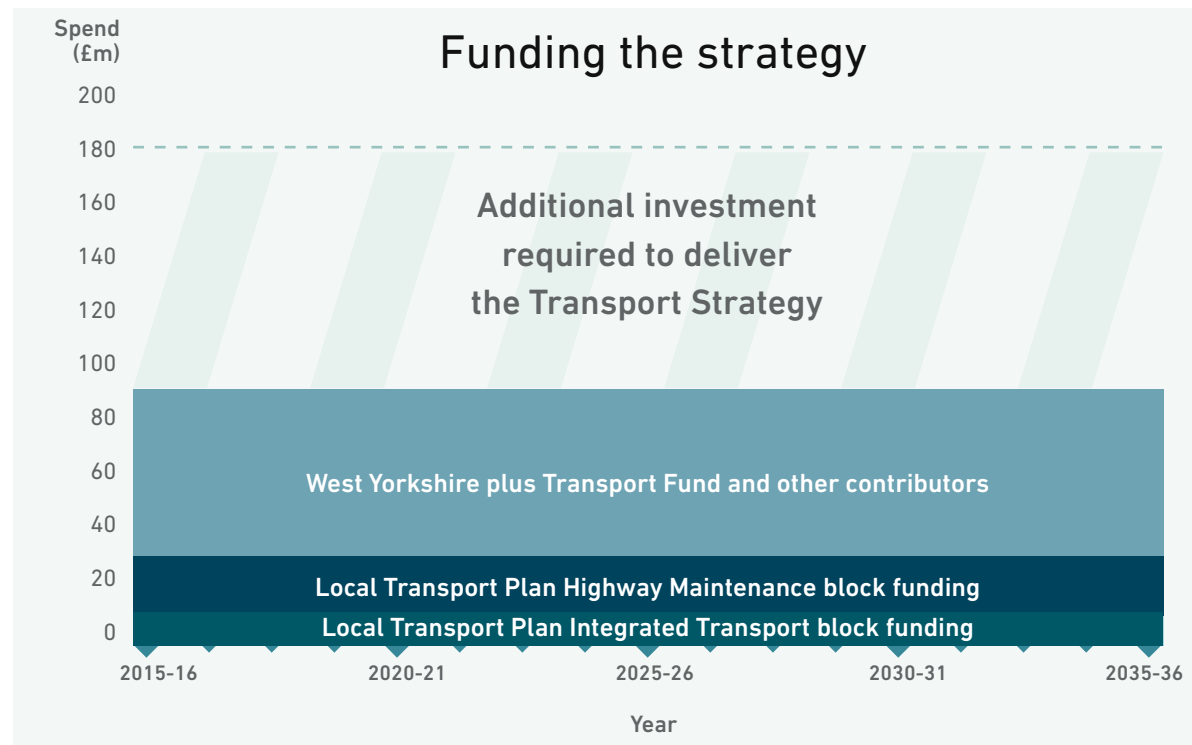 Spend
(£m)
Funding the strategy
200
180
160
140
120
100
80
60
40
20
0
Additional investment
required to deliver
the Transport Strategy
West Yorkshire plus Transport Fund and other contributors
Local Transport Plan Highway Maintenance block funding
Local Transport Plan Integrated Transport block funding
2015-16
2020-21
2025-26
2030-31
2035-36
Year